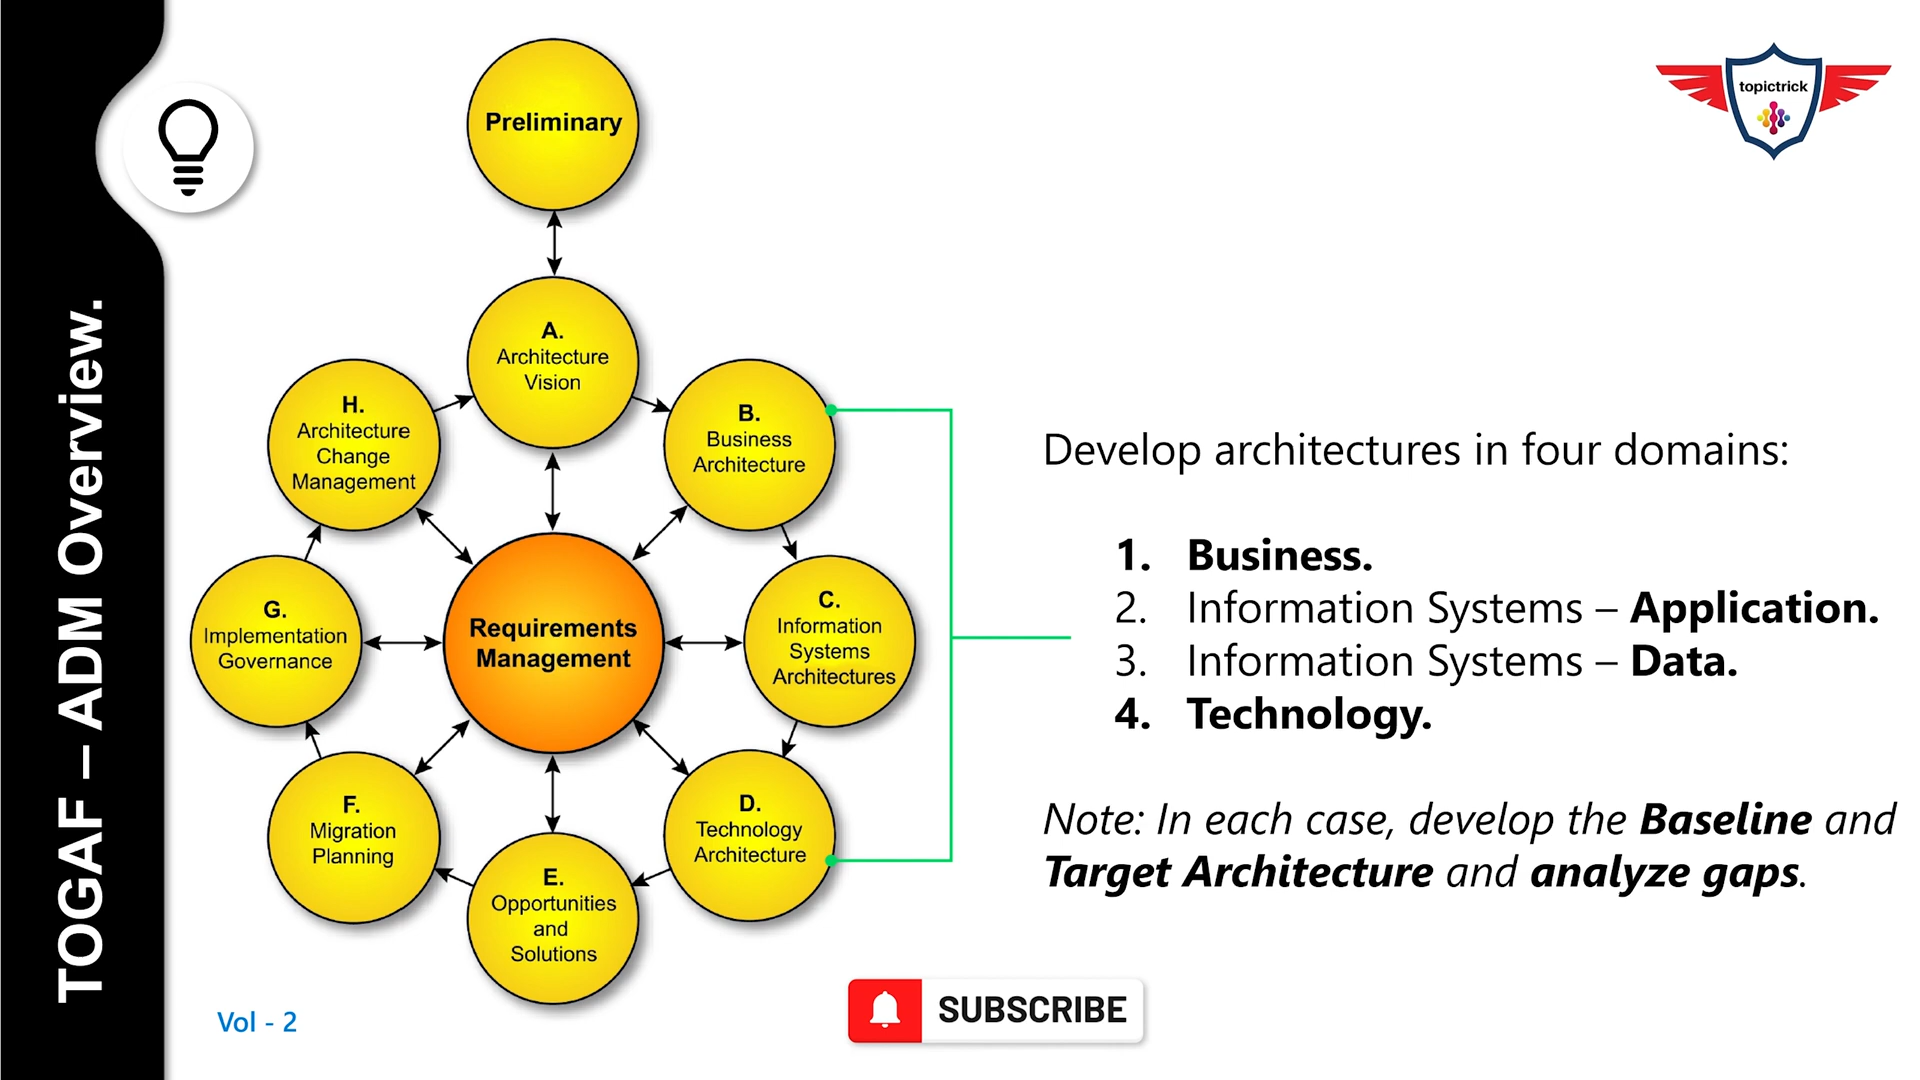 TOGAF – ADM Overview.
topictrick
Preliminary
A.
Architecture
Vision
B.
Business
Architecture
C.
Information
Systems
Architectures
D.
Technology
Architecture
E.
Opportunities
and
Solutions
F.
Migration
Planning
G.
Implementation
Governance
H.
Architecture
Change
Management
Requirements
Management
Develop architectures in four domains:
1. Business.
2. Information Systems – Application.
3. Information Systems – Data.
4. Technology.
Note: In each case, develop the Baseline and
Target Architecture and analyze gaps.
Vol - 2
SUBSCRIBE